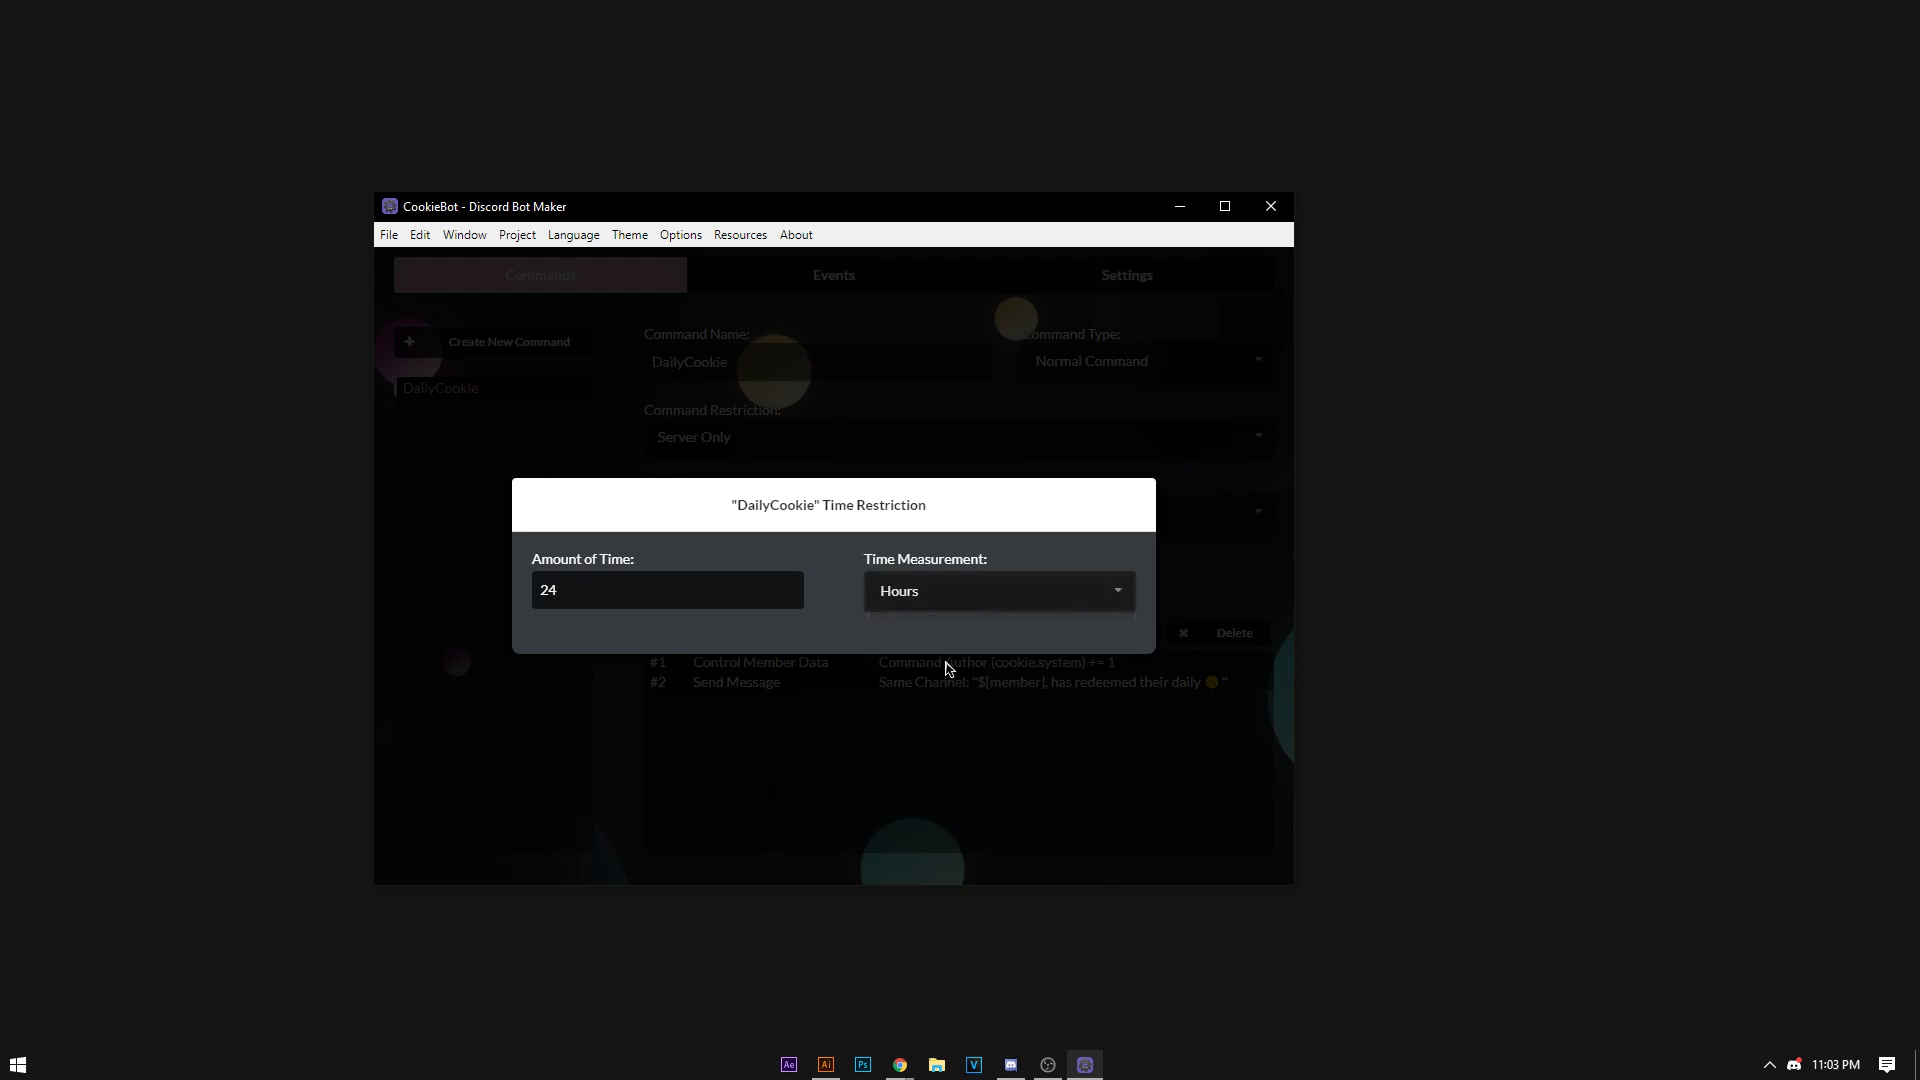 CookieBot - Discord Bot Maker
File Edit Window Project Language Theme Options Resources About
Commands Events Settings
Create New Command
DailyCookie
Command Name:
DailyCookie
Command Type:
Normal Command
Command Restriction:
Server Only
"DailyCookie" Time Restriction
Amount of Time:
24
Time Measurement:
Hours
Delete
#1 Control Member Data Command Author (cookie.system) += 1
#2 Send Message Same Channel: "$[member], has redeemed their daily 🍪 "
Ae Ai Ps V
11:03 PM